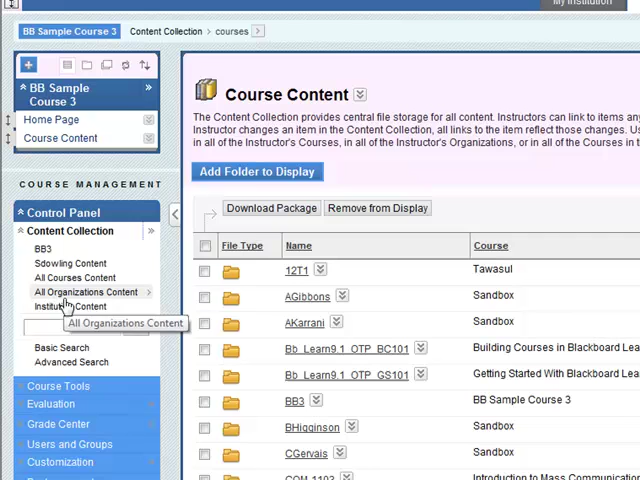 My Institution
BB Sample Course 3 Content Collection > courses
BB Sample
Course 3
Home Page
Course Content
COURSE MANAGEMENT
Control Panel
Content Collection
BB3
Sdowling Content
All Courses Content
All Organizations Content
Content
All Organizations Content
Basic Search
Advanced Search
Course Tools
Evaluation
Grade Center
Users and Groups
Customization
Course Content
The Content Collection provides central file storage for all content. Instructors can link to items any
Instructor changes an item in the Content Collection, all links to the item reflect those changes.
in all of the Instructor's Courses, in all of the Instructor's Organizations, or in all of the Courses in
Add Folder to Display
Download Package Remove from Display
File Type Name Course
12T1 Tawasul
AGibbons Sandbox
AKarrani Sandbox
Bb_Learn9.1_OTP_BC101 Building Courses in Blackboard
Bb_Learn9.1_OTP_GS101 Getting Started With Blackboard
BB3 BB Sample Course 3
BHigginson Sandbox
CGervais Sandbox
COM-1103 Introduction to Mass Communication